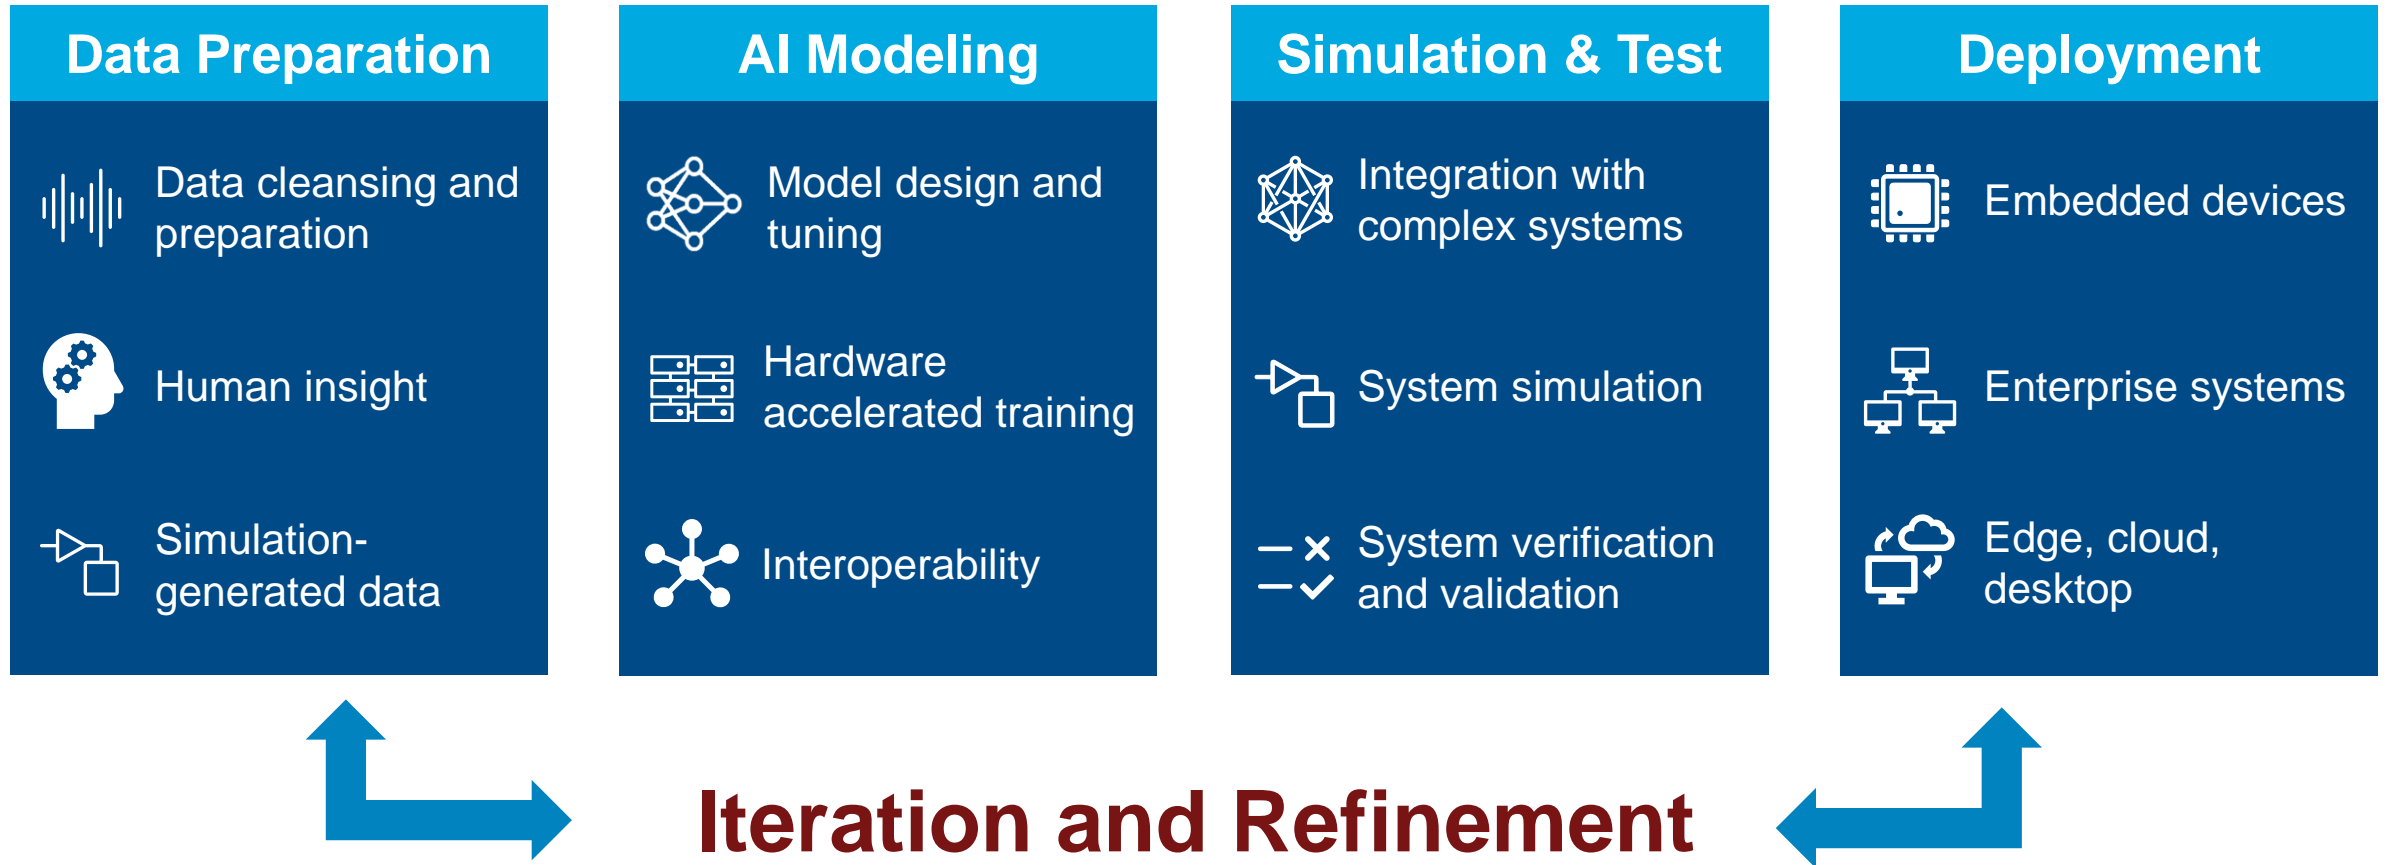 Data Preparation
Data cleansing and
preparation
Human insight
Simulation-
generated data
AI Modeling
Model design and
tuning
Hardware
accelerated training
Interoperability
Simulation & Test
Integration with
complex systems
System simulation
System verification
and validation
Deployment
Embedded devices
Enterprise systems
Edge, cloud,
desktop
Iteration and Refinement